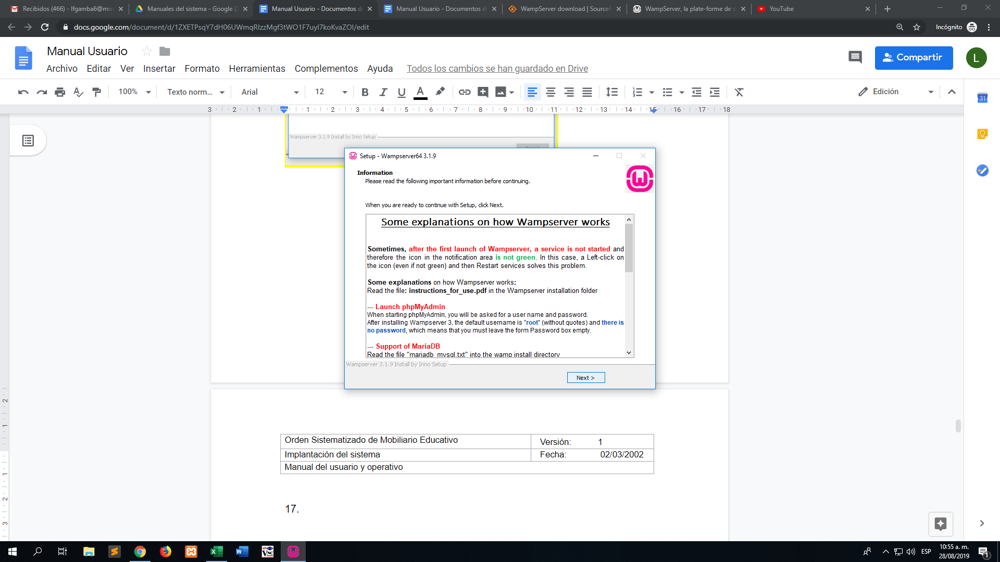 Recibidos (466) - lfgamba6@mis
Manuales del sistema - Google D
Manual Usuario - Documentos de
Manual Usuario - Documentos de
WampServer download | SourceF
WampServer, la plate-forme de d
YouTube
docs.google.com/document/d/1ZXETPsqY7dH06UWmqRIzzMgf3tWO1F7uyI7koKvaZOI/edit
Incógnito
Manual Usuario
Archivo Editar Ver Insertar Formato Herramientas Complementos Ayuda Todos los cambios se han guardado en Drive
Compartir
L
100% Texto norm... Arial 12 B I U A Edición
3 2 1 1 2 3 4 5 6 7 8 9 10 11 12 13 14 15 16 17 18
31
Wampserver 3.1.9 Install by Inno Setup
Setup - Wampserver64 3.1.9
Information
Please read the following important information before continuing.
When you are ready to continue with Setup, click Next.
Some explanations on how Wampserver works
Sometimes, after the first launch of Wampserver, a service is not started and
therefore the icon in the notification area is not green. In this case, a Left-click on
the icon (even if not green) and then Restart services solves this problem.
Some explanations on how Wampserver works:
Read the file: instructions_for_use.pdf in the Wampserver installation folder
--- Launch phpMyAdmin
When starting phpMyAdmin, you will be asked for a user name and password.
After installing Wampserver 3, the default username is "root" (without quotes) and there is
no password, which means that you must leave the form Password box empty.
--- Support of MariaDB
Read the file "mariadb_mysql.txt" into the wamp install directory
Wampserver 3.1.9 Install by Inno Setup
Next >
2
1
1
2
3
Orden Sistematizado de Mobiliario Educativo
Versión: 1
Implantación del sistema
Fecha: 02/03/2002
Manual del usuario y operativo
17.
VNC
ESP
10:55 a. m.
28/08/2019
1